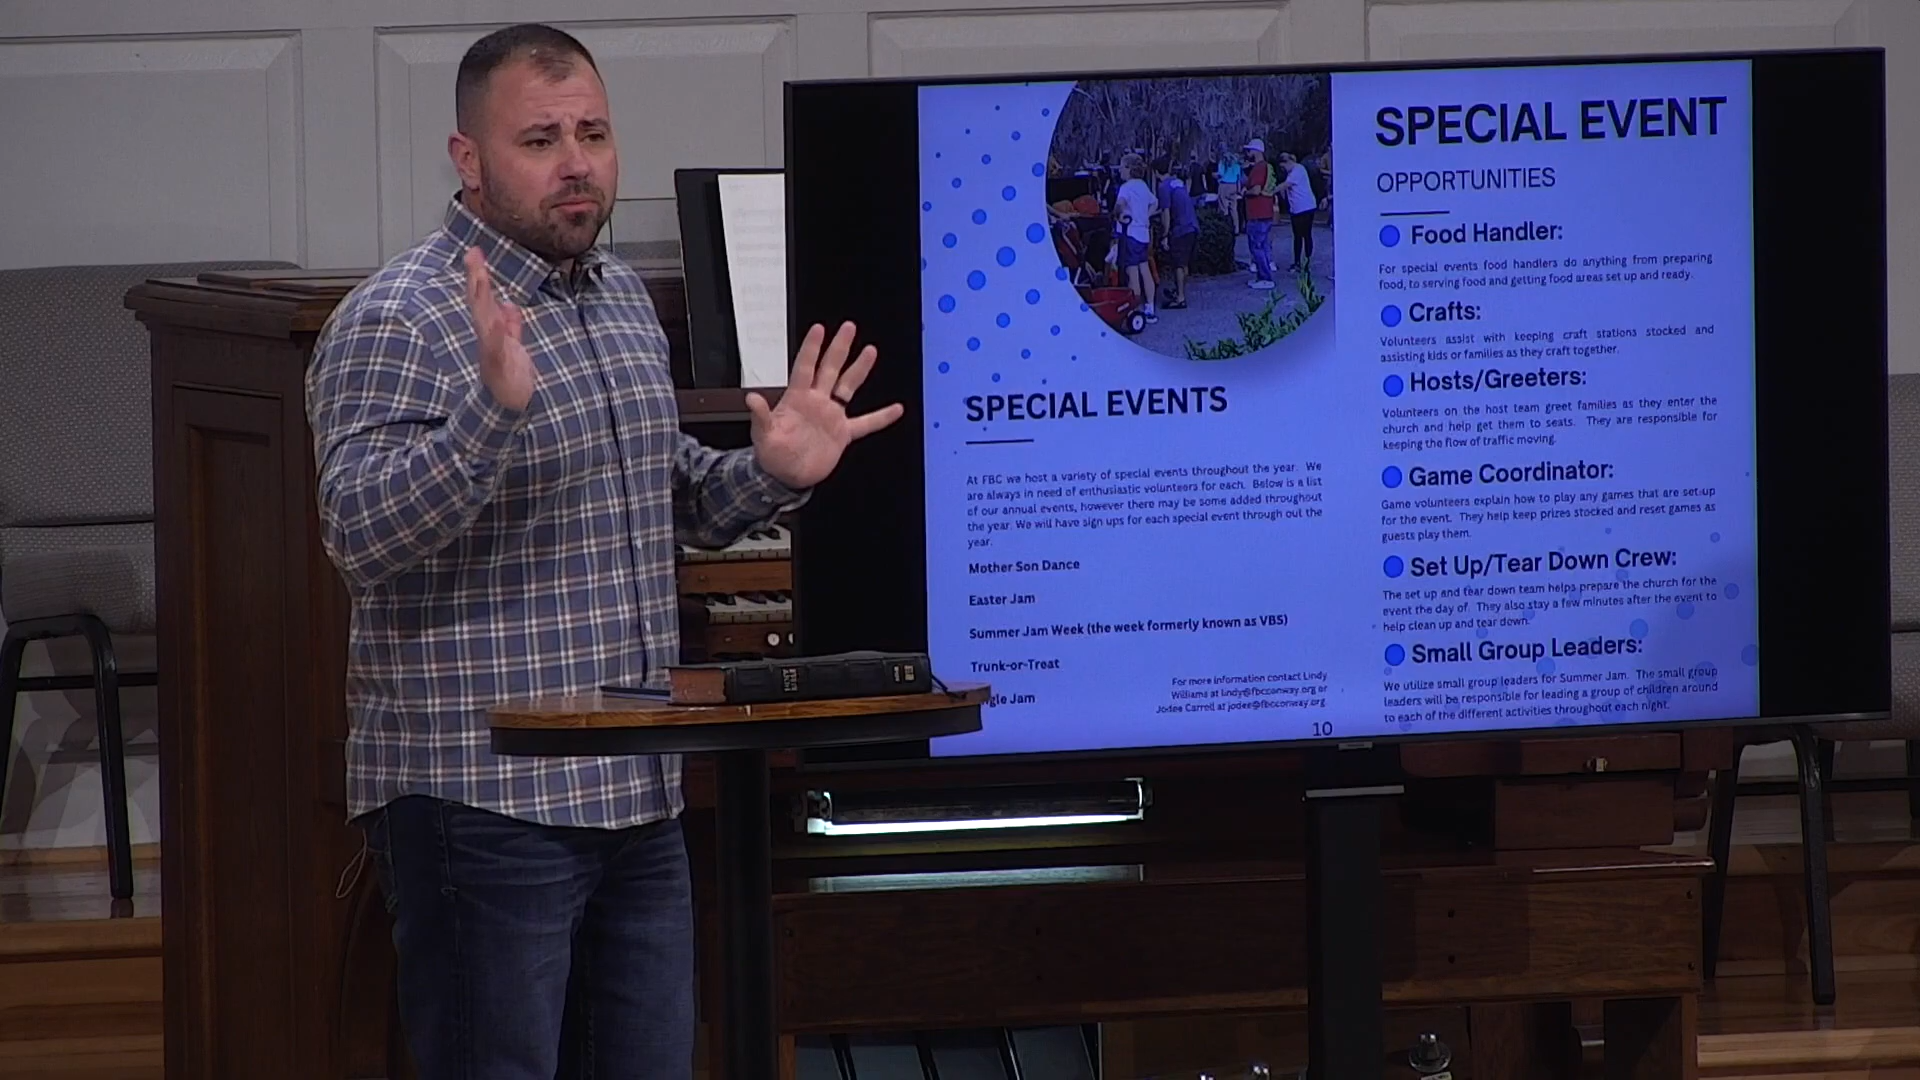 SPECIAL EVENTS
At FBC we host a variety of special events throughout the year. We
are always in need of enthusiastic volunteers for each. Below is a list
of our annual events, however there may be some added throughout
the year. We will have sign ups for each special event through out the
year.
Mother Son Dance
Easter Jam
Summer Jam Week (the week formerly known as VBS)
Trunk-or-Treat
gle Jam
For more information contact Lindy
Williams at lindy@fbcconway.org or
Jodee Carroll at jodee@fbcconway.org
10
SPECIAL EVENT
OPPORTUNITIES
Food Handler:
For special events food handlers do anything from preparing
food, to serving food and getting food areas set up and ready.
Crafts:
Volunteers assist with keeping craft stations stocked and
assisting kids or families as they craft together.
Hosts/Greeters:
Volunteers on the host team greet families as they enter the
church and help get them to seats. They are responsible for
keeping the flow of traffic moving.
Game Coordinator:
Game volunteers explain how to play any games that are set-up
for the event. They help keep prizes stocked and reset games as
guests play them.
Set Up/Tear Down Crew:
The set up and tear down team helps prepare the church for the
event the day of. They also stay a few minutes after the event to
help clean up and tear down.
Small Group Leaders:
We utilize small group leaders for Summer Jam. The small group
leaders will be responsible for leading a group of children around
to each of the different activities throughout each night.